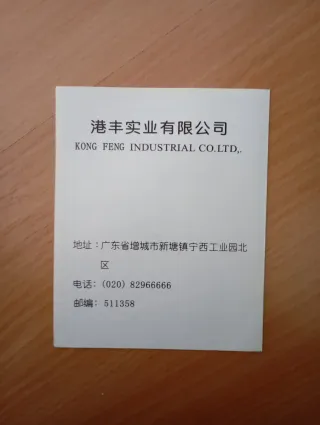 港丰实业有限公司
KONG FENG INDUSTRIAL CO.LTD,.
地址：广东省增城市新塘镇宁西工业园北
区
电话：(020) 82966666
邮编：511358